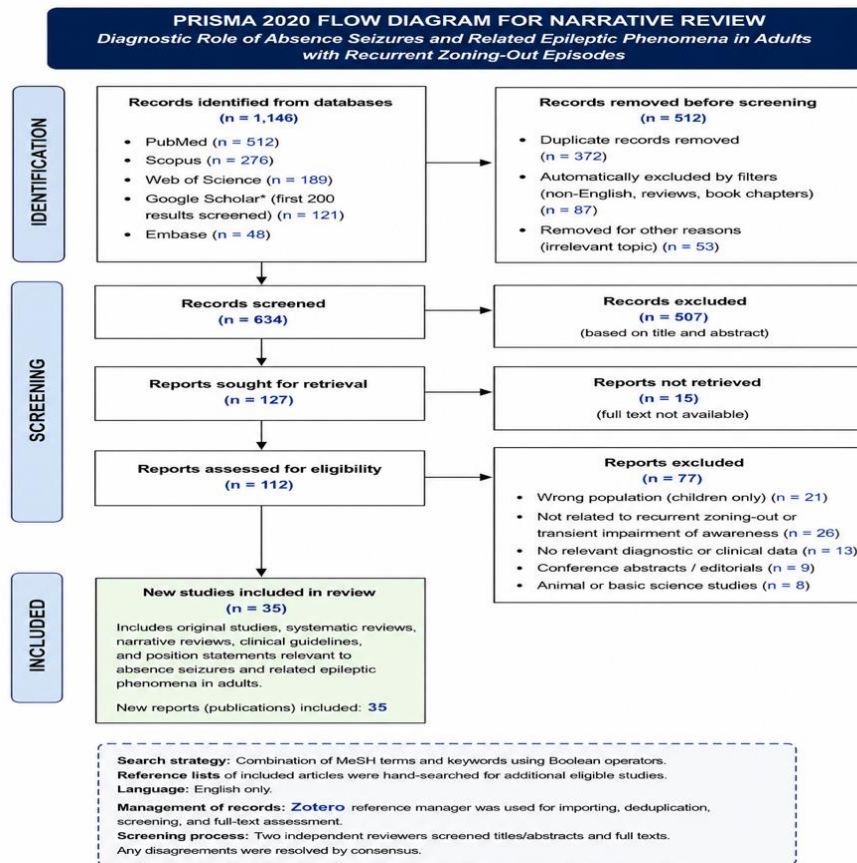 PRISMA 2020 FLOW DIAGRAM FOR NARRATIVE REVIEW
Diagnostic Role of Absence Seizures and Related Epileptic Phenomena in Adults
with Recurrent Zoning-Out Episodes
IDENTIFICATION
Records identified from databases
(n = 1,146)
• PubMed (n = 512)
• Scopus (n = 276)
• Web of Science (n = 189)
• Google Scholar* (first 200
results screened) (n = 121)
• Embase (n = 48)
Records removed before screening
(n = 512)
• Duplicate records removed
(n = 372)
• Automatically excluded by filters
(non-English, reviews, book chapters)
(n = 87)
• Removed for other reasons
(irrelevant topic) (n = 53)
SCREENING
Records screened
(n = 634)
Records excluded
(n = 507)
(based on title and abstract)
Reports sought for retrieval
(n = 127)
Reports not retrieved
(n = 15)
(full text not available)
Reports assessed for eligibility
(n = 112)
Reports excluded
(n = 77)
• Wrong population (children only) (n = 21)
• Not related to recurrent zoning-out or
transient impairment of awareness (n = 26)
• No relevant diagnostic or clinical data (n = 13)
• Conference abstracts / editorials (n = 9)
• Animal or basic science studies (n = 8)
INCLUDED
New studies included in review
(n = 35)
Includes original studies, systematic reviews,
narrative reviews, clinical guidelines,
and position statements relevant to
absence seizures and related epileptic
phenomena in adults.
New reports (publications) included: 35
Search strategy: Combination of MeSH terms and keywords using Boolean operators.
Reference lists of included articles were hand-searched for additional eligible studies.
Language: English only.
Management of records: Zotero reference manager was used for importing, deduplication,
screening, and full-text assessment.
Screening process: Two independent reviewers screened titles/abstracts and full texts.
Any disagreements were resolved by consensus.